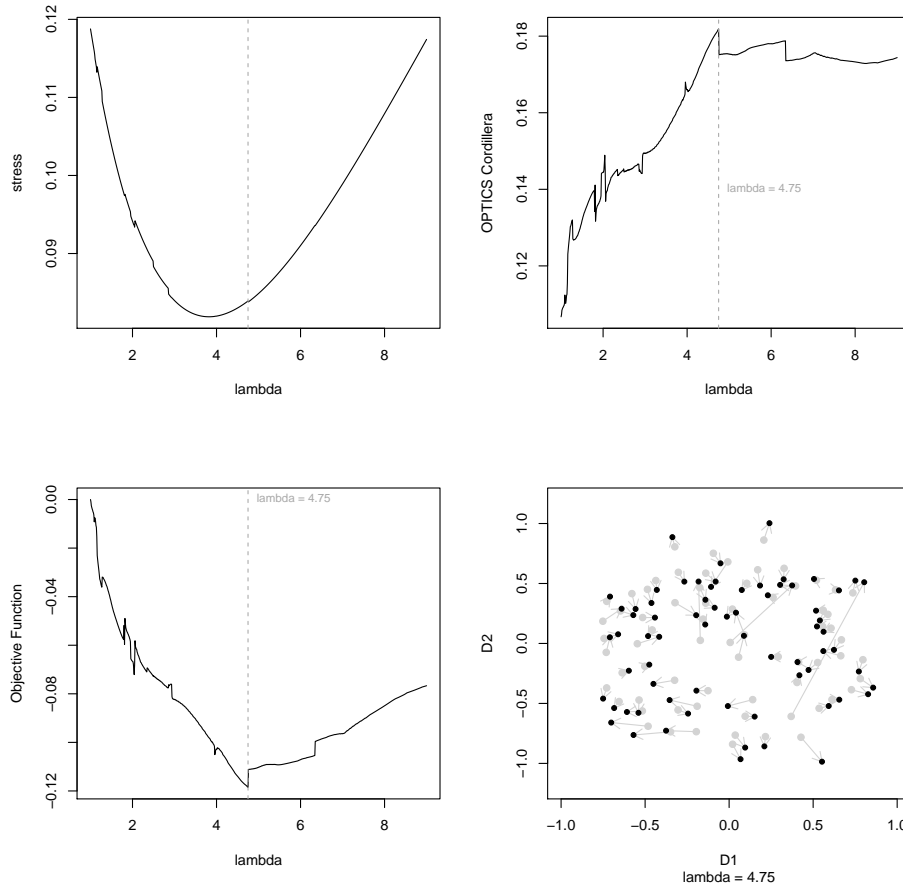 0.12
0.11
0.10
0.09
stress
2 4 6 8
lambda
0.18
0.16
0.14
0.12
OPTICS Cordillera
lambda = 4.75
2 4 6 8
lambda
0.00
−0.04
−0.08
−0.12
Objective Function
lambda = 4.75
2 4 6 8
lambda
1.0
0.5
0.0
−0.5
−1.0
D2
−1.0 −0.5 0.0 0.5 1.0
D1
lambda = 4.75